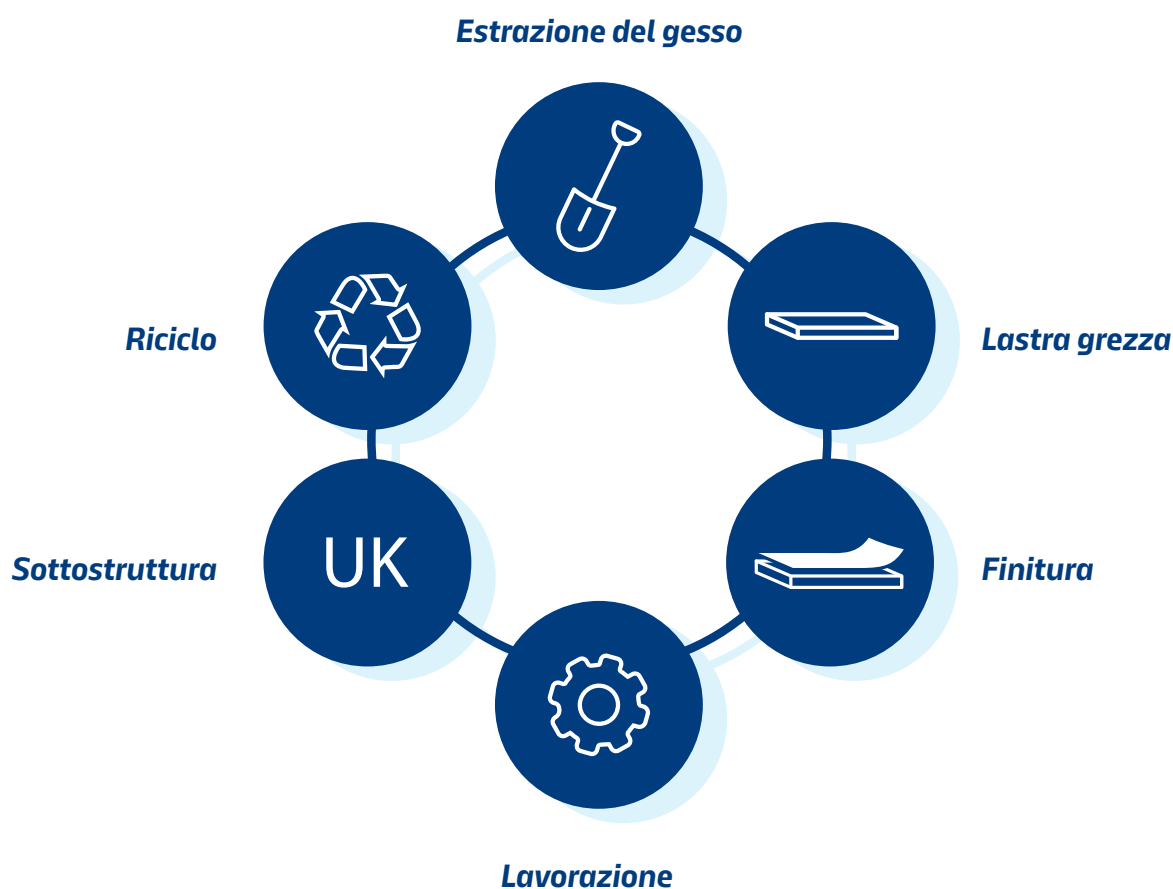 Estrazione del gesso
Riciclo
Lastra grezza
Sottostruttura
UK
Finitura
Lavorazione